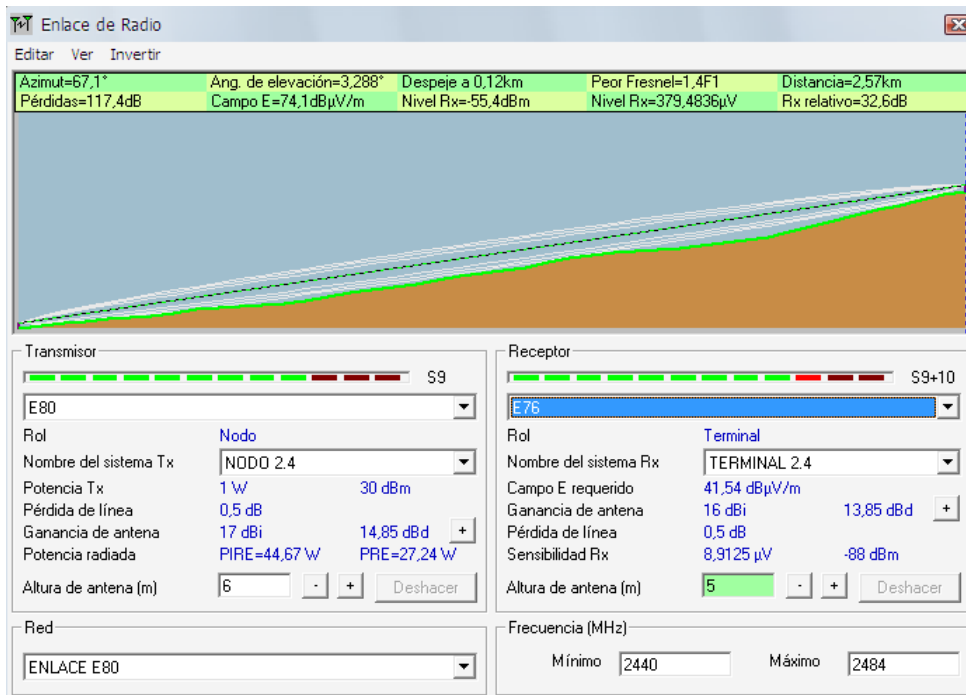 Enlace de Radio
Editar Ver Invertir
Azimut=67,1° Ang. de elevación=3,288° Despeje a 0,12km Peor Fresnel=1,4F1 Distancia=2,57km
Pérdidas=117,4dB Campo E=74,1dBµV/m Nivel Rx=-55,4dBm Nivel Rx=379,4836µV Rx relativo=32,6dB
Transmisor
S9
E80
Rol Nodo
Nombre del sistema Tx NODO 2.4
Potencia Tx 1 W 30 dBm
Pérdida de línea 0,5 dB
Ganancia de antena 17 dBi 14,85 dBd +
Potencia radiada PIRE=44,67 W PRE=27,24 W
Altura de antena (m) 6 - + Deshacer
Red
ENLACE E80
Receptor
S9+10
E76
Rol Terminal
Nombre del sistema Rx TERMINAL 2.4
Campo E requerido 41,54 dBµV/m
Ganancia de antena 16 dBi 13,85 dBd +
Pérdida de línea 0,5 dB
Sensibilidad Rx 8,9125 µV -88 dBm
Altura de antena (m) 5 - + Deshacer
Frecuencia (MHz)
Mínimo 2440 Máximo 2484